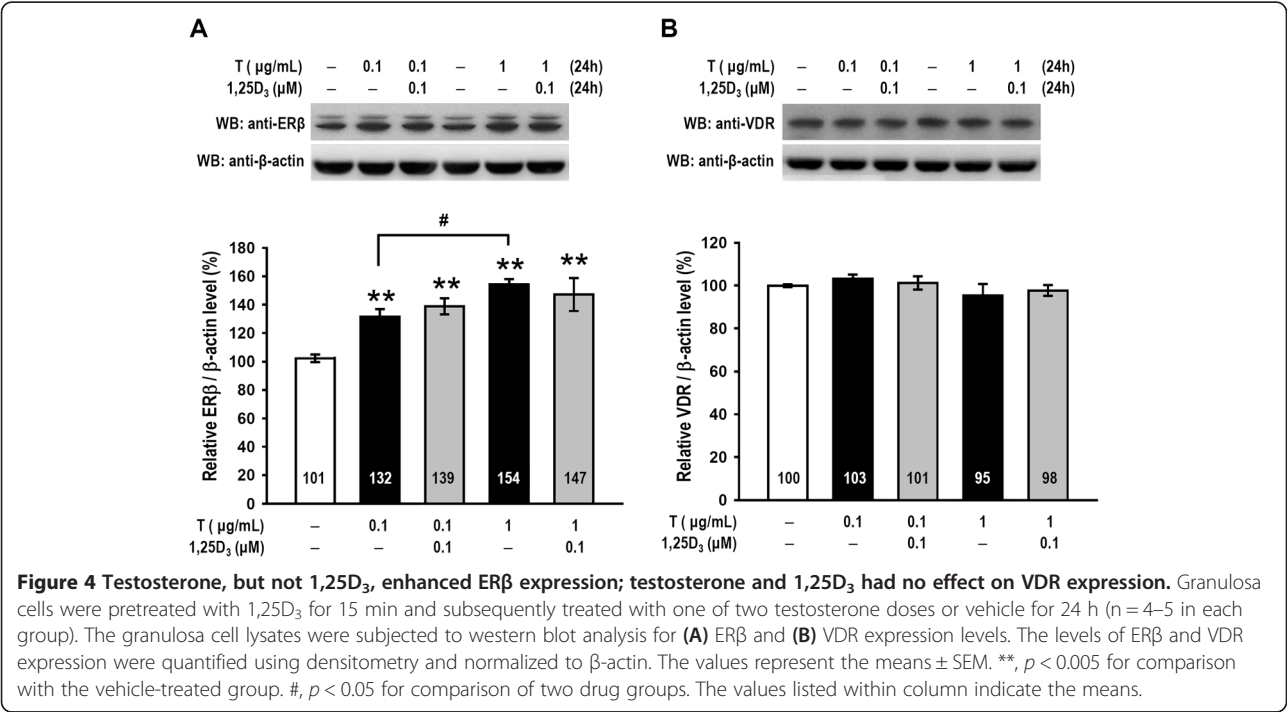 A
T ( µg/mL) – 0.1 0.1 – 1 1 (24h)
1,25D₃ (µM) – – 0.1 – – 0.1 (24h)
WB: anti-ERβ
WB: anti-β-actin
#
Relative ERβ / β-actin level (%)
180
160
140
120
100
80
60
40
20
0
** ** ** **
101 132 139 154 147
T ( µg/mL) – 0.1 0.1 1 1
1,25D₃ (µM) – – 0.1 – 0.1
B
T ( µg/mL) – 0.1 0.1 – 1 1 (24h)
1,25D₃ (µM) – – 0.1 – – 0.1 (24h)
WB: anti-VDR
WB: anti-β-actin
Relative VDR / β-actin level (%)
120
100
80
60
40
20
0
100 103 101 95 98
T ( µg/mL) – 0.1 0.1 1 1
1,25D₃ (µM) – – 0.1 – 0.1
Figure 4 Testosterone, but not 1,25D₃, enhanced ERβ expression; testosterone and 1,25D₃ had no effect on VDR expression. Granulosa
cells were pretreated with 1,25D₃ for 15 min and subsequently treated with one of two testosterone doses or vehicle for 24 h (n = 4–5 in each
group). The granulosa cell lysates were subjected to western blot analysis for (A) ERβ and (B) VDR expression levels. The levels of ERβ and VDR
expression were quantified using densitometry and normalized to β-actin. The values represent the means ± SEM. **, p < 0.005 for comparison
with the vehicle-treated group. #, p < 0.05 for comparison of two drug groups. The values listed within column indicate the means.